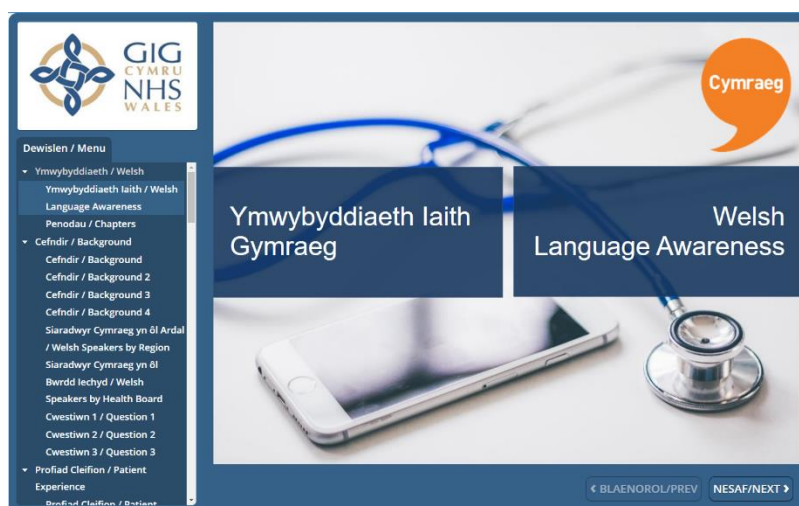 GIG
CYMRU
NHS
WALES
Dewislen / Menu
Ymwybyddiaeth / Welsh
Ymwybyddiaeth Iaith / Welsh
Language Awareness
Penodau / Chapters
Cefndir / Background
Cefndir / Background
Cefndir / Background 2
Cefndir / Background 3
Cefndir / Background 4
Siaradwyr Cymraeg yn ôl Ardal
/ Welsh Speakers by Region
Siaradwyr Cymraeg yn ôl
Bwrdd Iechyd / Welsh
Speakers by Health Board
Cwestiwn 1 / Question 1
Cwestiwn 2 / Question 2
Cwestiwn 3 / Question 3
Profiad Cleifion / Patient
Experience
Profiad Cleifion / Patient
Cymraeg
Ymwybyddiaeth Iaith
Gymraeg
Welsh
Language Awareness
BLAENOROL/PREV
NESAF/NEXT